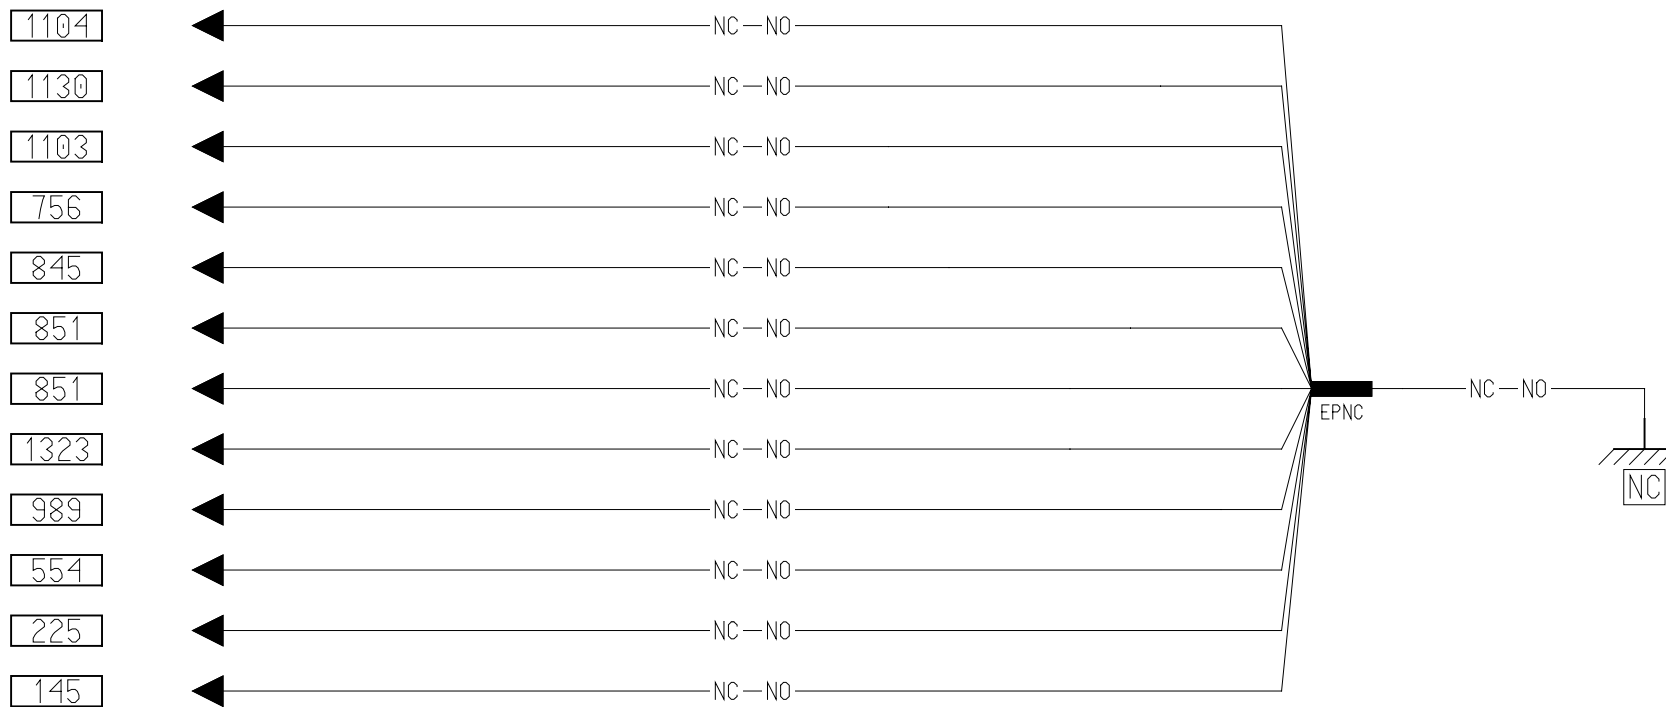 1104 NC NO
1130 NC NO
1103 NC NO
756 NC NO
845 NC NO
851 NC NO
851 NC NO NC NO
EPNC
1323 NC NO
NC
989 NC NO
554 NC NO
225 NC NO
145 NC NO